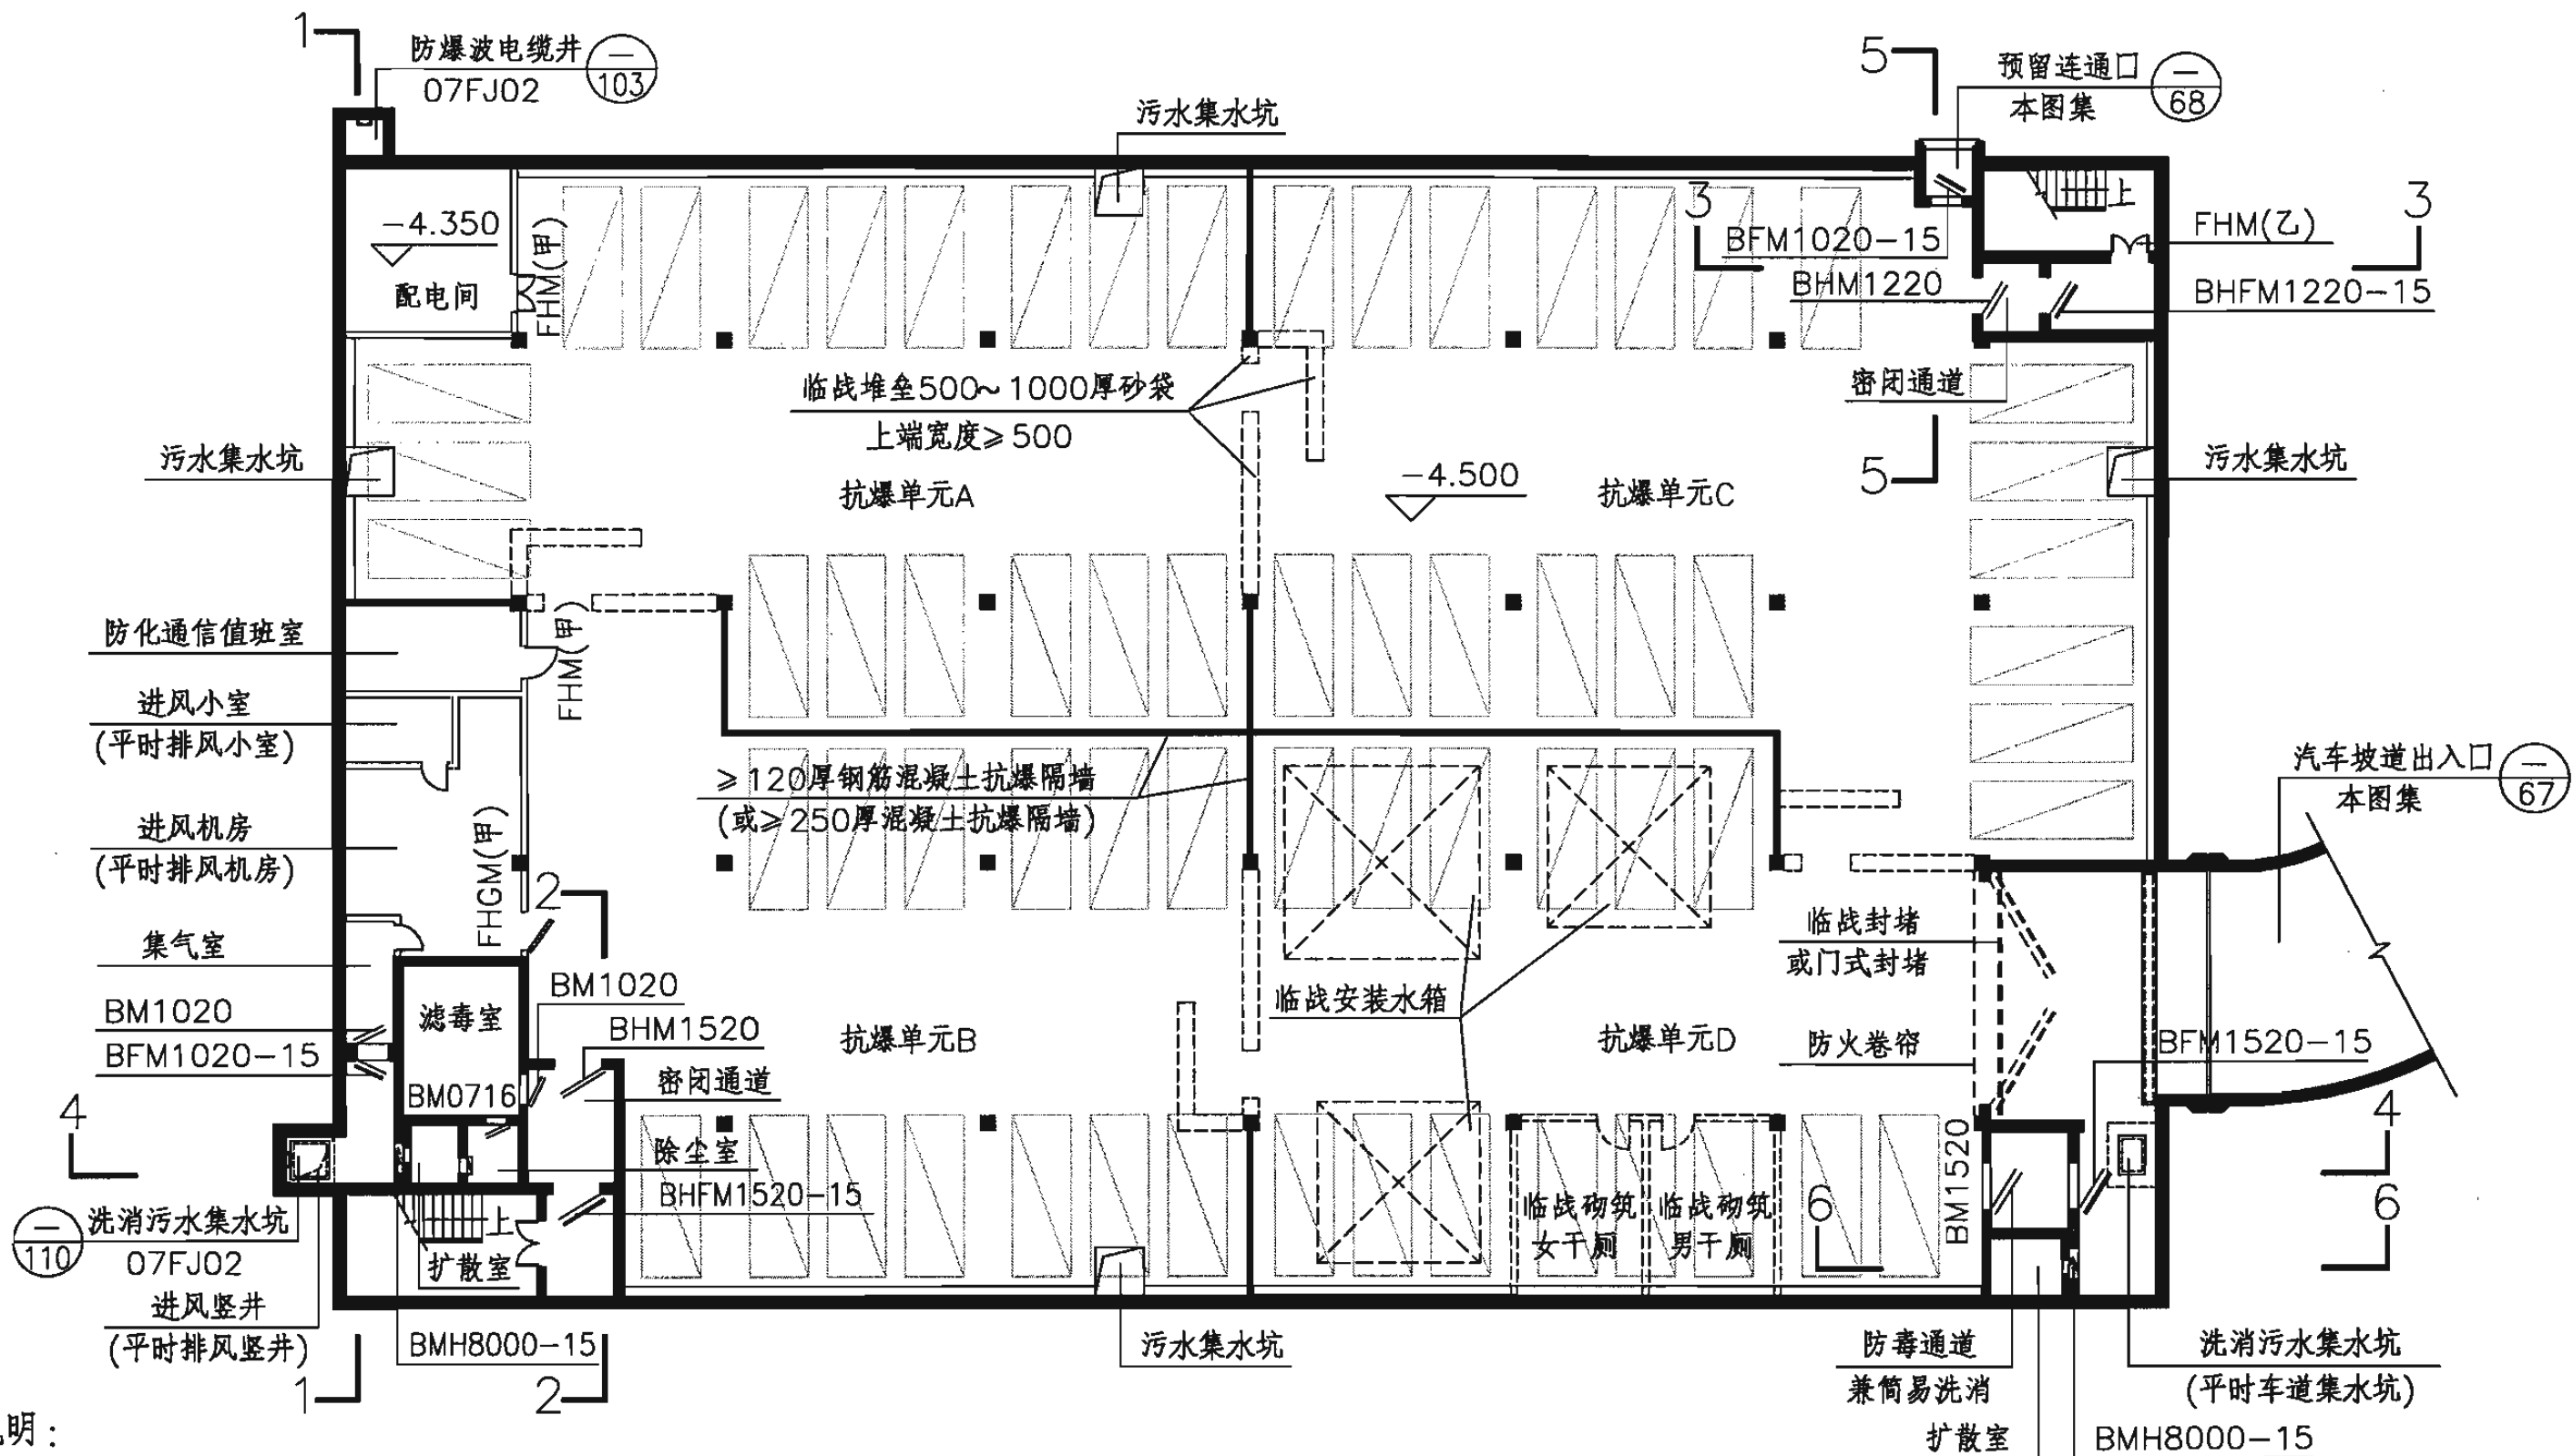 1
防爆波电缆井
07FJ02
—
103
5
预留连通口
本图集
—
68
污水集水坑
-4.350
配电间
FHM(甲)
3
BFM1020-15
BHM1220
上
FHM(乙)
3
BHFM1220-15
临战堆垒500~1000厚砂袋
上端宽度≥500
密闭通道
污水集水坑
抗爆单元A
-4.500
抗爆单元C
5
污水集水坑
防化通信值班室
FHM(甲)
进风小室
(平时排风小室)
≥120厚钢筋混凝土抗爆隔墙
(或≥250厚混凝土抗爆隔墙)
汽车坡道出入口
本图集
—
67
进风机房
(平时排风机房)
FHGM(甲)
2
集气室
临战封堵
或门式封堵
BM1020
BFM1020-15
滤毒室
BM1020
BHM1520
临战安装水箱
抗爆单元B
抗爆单元D
防火卷帘
BFM1520-15
密闭通道
BM0716
4
4
除尘室
BHFM1520-15
BM1520
临战砌筑
女干厕
临战砌筑
男干厕
6
6
—
110
洗消污水集水坑
07FJ02
上
扩散室
进风竖井
(平时排风竖井)
BMH8000-15
污水集水坑
防毒通道
兼简易洗消
洗消污水集水坑
(平时车道集水坑)
1
2
扩散室
BMH8000-15
明: